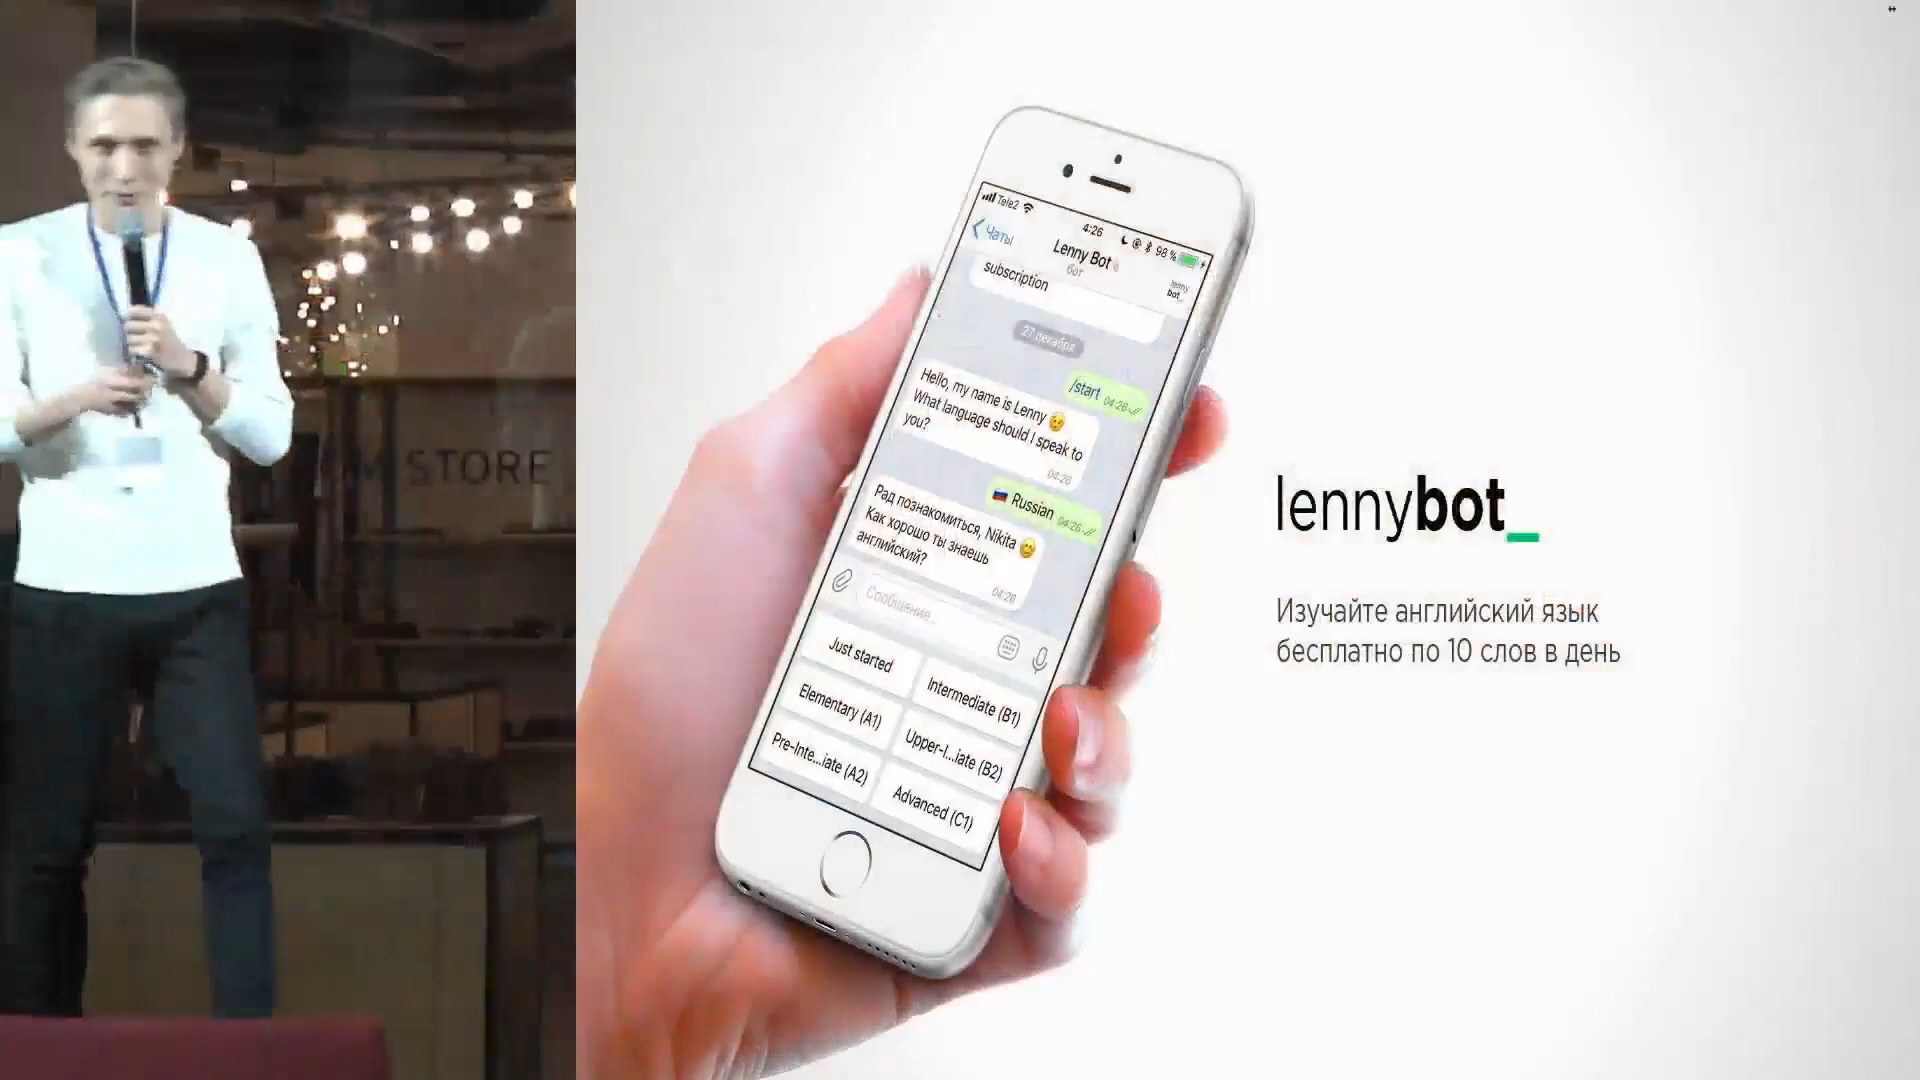 STORE
Tele2
4:26
98 %
Чаты
Lenny Bot
бот
lenny
bot_
subscription
27 декабря
/start 04:26
Hello, my name is Lenny 😉
What language should I speak to
you?
04:26
🇷🇺 Russian 04:26
Рад познакомиться, Nikita 😊
Как хорошо ты знаешь
английский?
04:26
Сообщение...
Just started
Intermediate (B1)
Elementary (A1)
Upper-I...iate (B2)
Pre-Inte...iate (A2)
Advanced (C1)
lennybot_
Изучайте английский язык
бесплатно по 10 слов в день